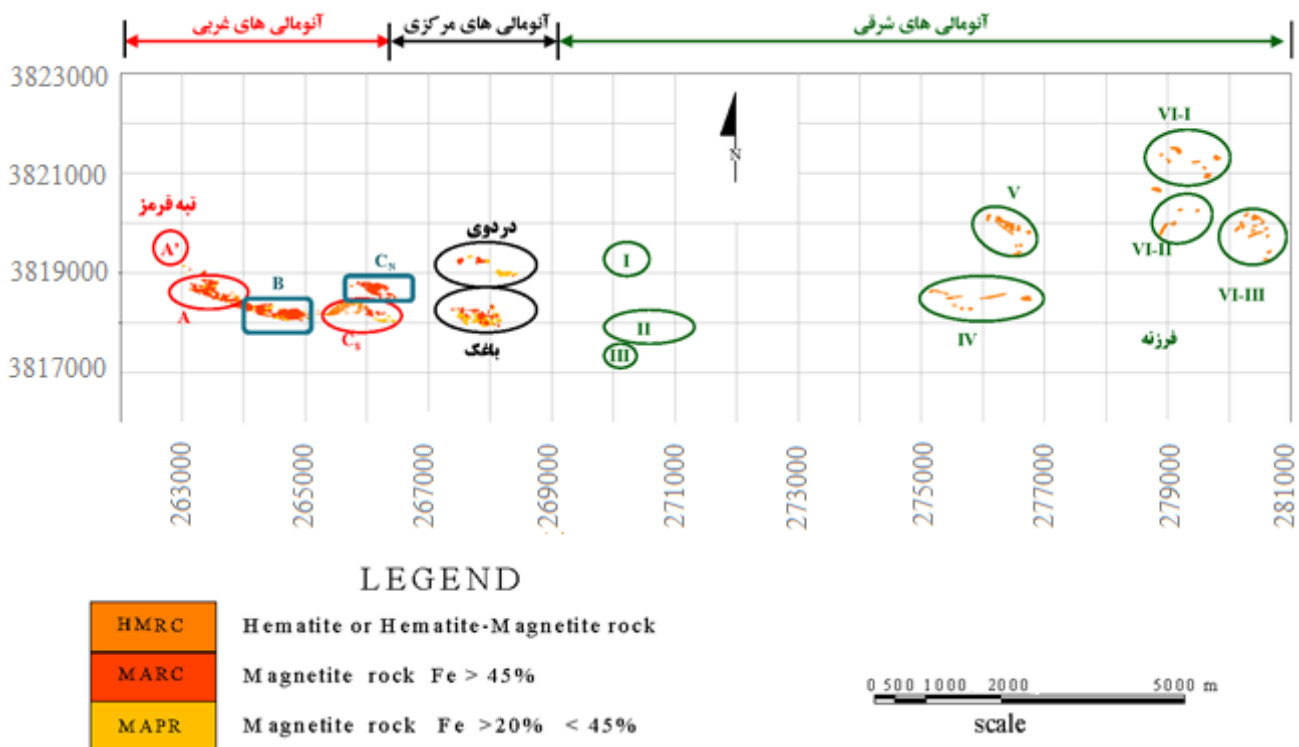 آنومالی های غربی
آنومالی های مرکزی
آنومالی های شرقی
3823000
3821000
3819000
3817000
تپه قرمز
A'
A
B
C_N
C_S
دردوی
باغک
N
I
II
III
IV
V
VI-I
VI-II
VI-III
فرزنه
263000
265000
267000
269000
271000
273000
275000
277000
279000
281000
LEGEND
HMRC Hematite or Hematite-Magnetite rock
MARC Magnetite rock Fe > 45%
MAPR Magnetite rock Fe >20% < 45%
0 500 1000 2000 5000 m
scale